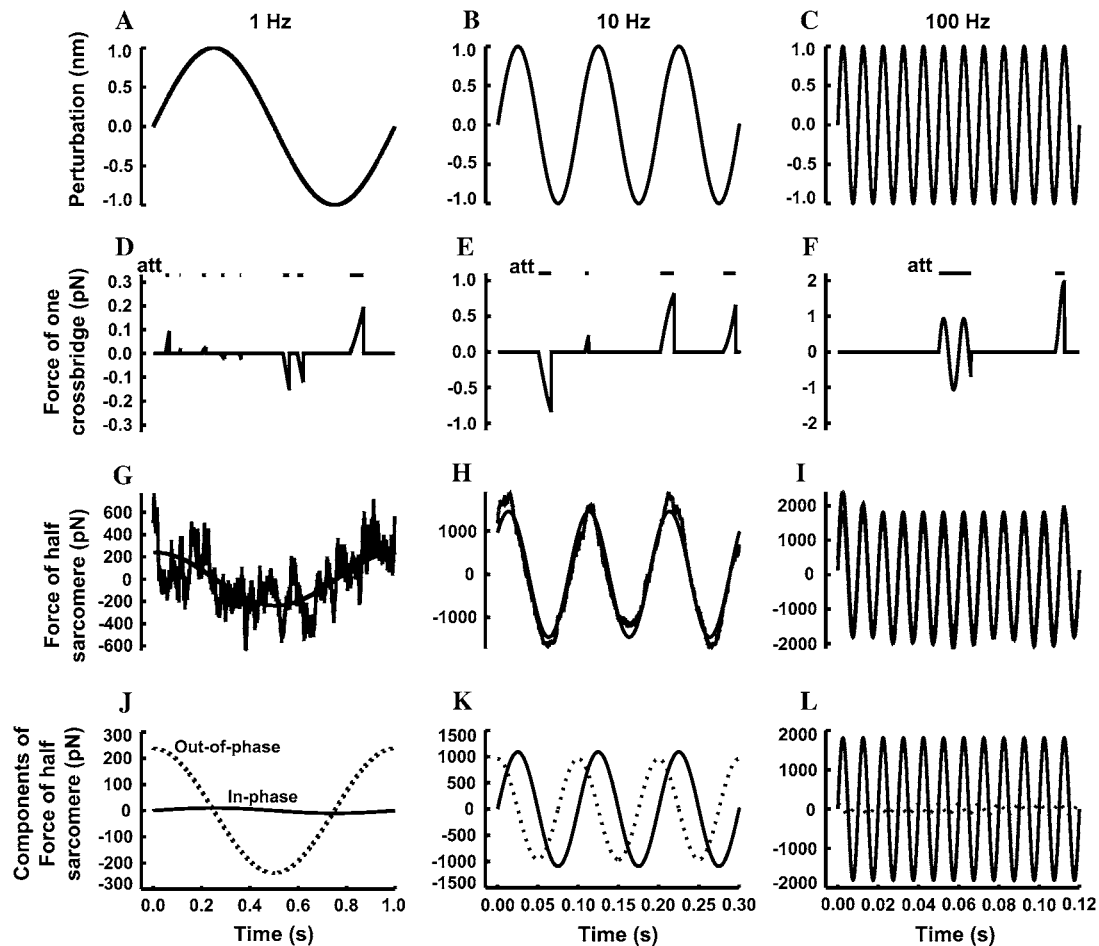 A 1 Hz B 10 Hz C 100 Hz
Perturbation (nm)
1.0 1.0 1.0
0.5 0.5 0.5
0.0 0.0 0.0
-0.5 -0.5 -0.5
-1.0 -1.0 -1.0
D E F
att att att
Force of one
crossbridge (pN)
0.3 1.0 2
0.2 0.5 1
0.1
0.0 0 0
-0.1
-0.2 -0.5 -1
-0.3 -1.0 -2
G H I
Force of half
sarcomere (pN)
600 1000 2000
400 1000
200
0 0 0
-200
-400 -1000
-600 -1000 -2000
J K L
Components of
Force of half
sarcomere (pN)
300 1500 2000
200 Out-of-phase 1000 1000
100 In-phase 500
0 0 0
-100 -500
-200 -1000 -1000
-300 -1500 -2000
0.0 0.2 0.4 0.6 0.8 1.0 0.00 0.05 0.10 0.15 0.20 0.30 0.00 0.02 0.04 0.06 0.08 0.10 0.12
Time (s) Time (s) Time (s)